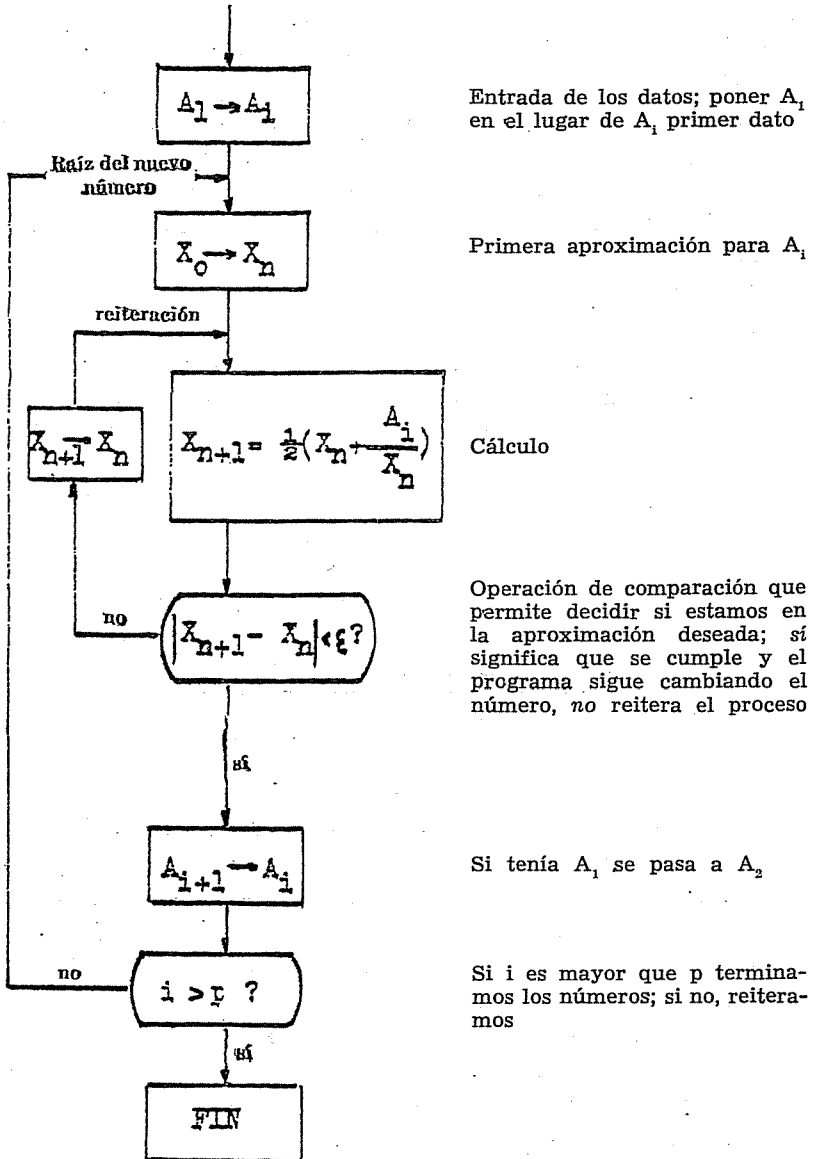 A₁ → Aᵢ
Entrada de los datos; poner A₁
en el lugar de Aᵢ primer dato
Raíz del nuevo
número
X₀ → Xₙ
Primera aproximación para Aᵢ
reiteración
Xₙ₊₁ → Xₙ
Xₙ₊₁ = ½(Xₙ + Aᵢ/Xₙ)
Cálculo
no
|Xₙ₊₁ - Xₙ| < ξ?
Operación de comparación que
permite decidir si estamos en
la aproximación deseada; sí
significa que se cumple y el
programa sigue cambiando el
número, no reitera el proceso
sí
Aᵢ₊₁ → Aᵢ
Si tenía A₁ se pasa a A₂
no
i > p ?
Si i es mayor que p termina-
mos los números; si no, reitera-
mos
sí
FIN